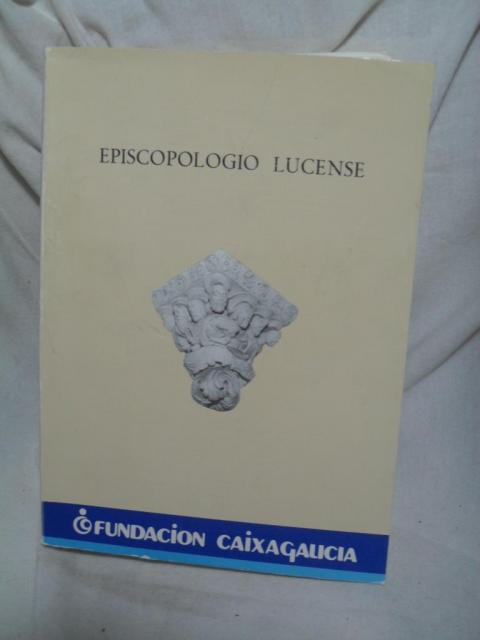 EPISCOPOLOGIO LUCENSE
FUNDACION CAIXAGALICIA